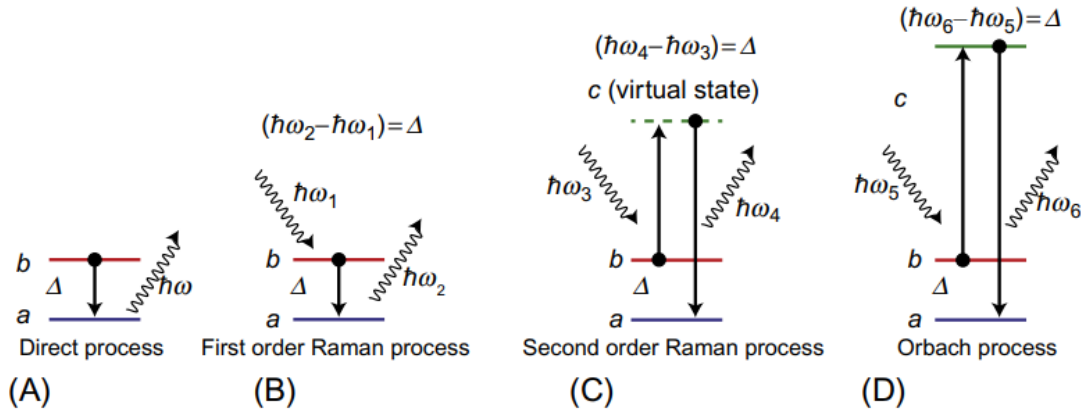 (ħω₂−ħω₁)=Δ
ħω₁
b
Δ
a
ħω
Direct process
(A)
b
Δ
a
ħω₂
First order Raman process
(B)
(ħω₄−ħω₃)=Δ
c (virtual state)
ħω₃
ħω₄
b
Δ
a
Second order Raman process
(C)
(ħω₆−ħω₅)=Δ
c
ħω₅
ħω₆
b
Δ
a
Orbach process
(D)